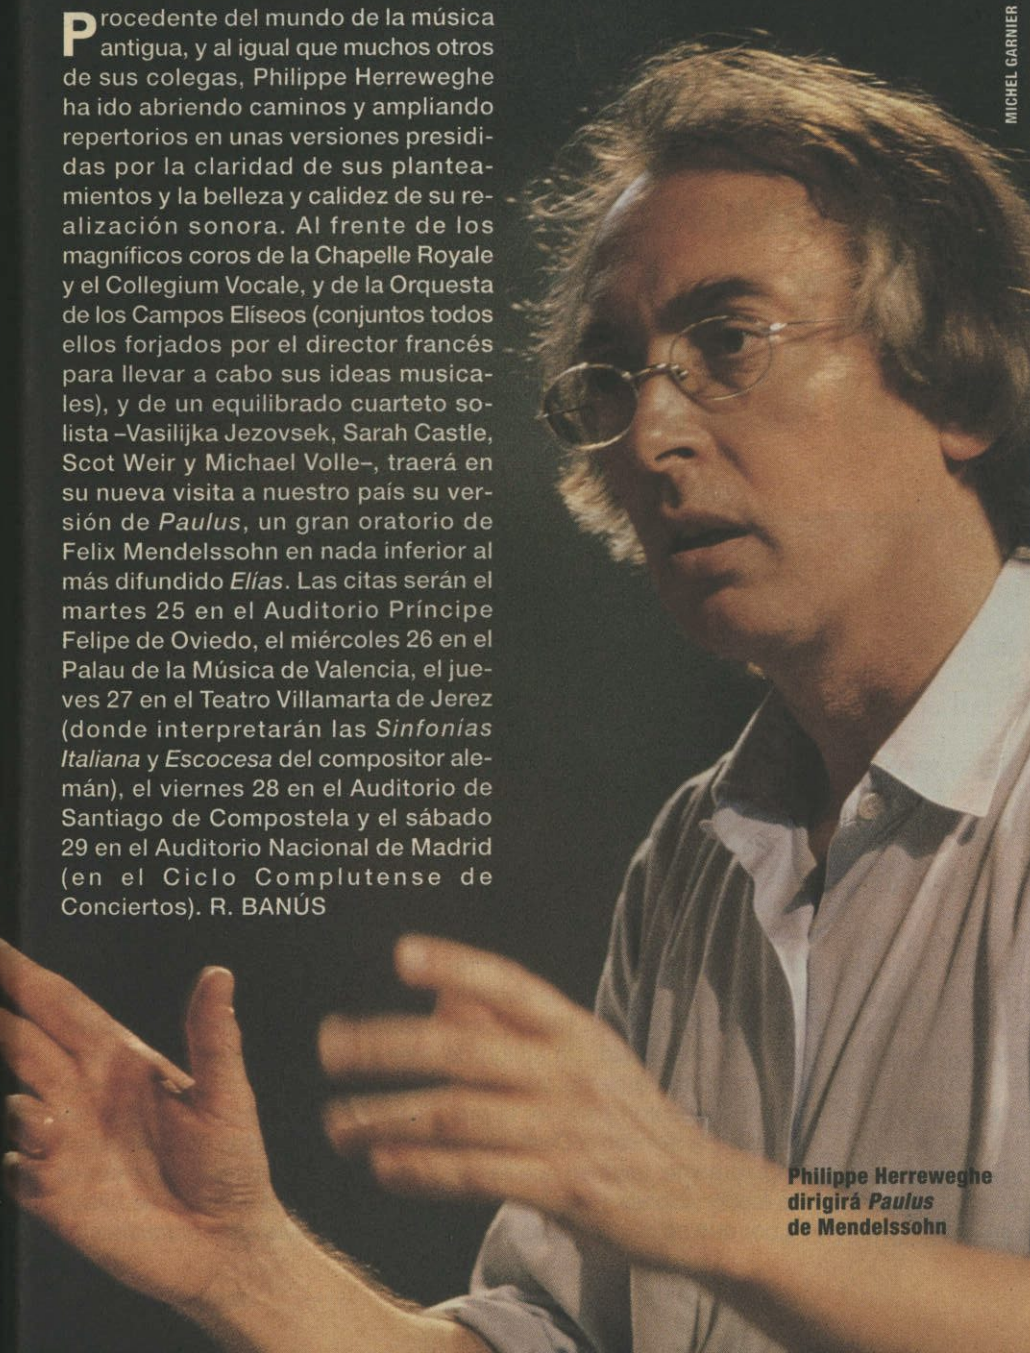 Procedente del mundo de la música
antigua, y al igual que muchos otros
de sus colegas, Philippe Herreweghe
ha ido abriendo caminos y ampliando
repertorios en unas versiones presidi-
das por la claridad de sus plantea-
mientos y la belleza y calidez de su re-
alización sonora. Al frente de los
magníficos coros de la Chapelle Royale
y el Collegium Vocale, y de la Orquesta
de los Campos Elíseos (conjuntos todos
ellos forjados por el director francés
para llevar a cabo sus ideas musica-
les), y de un equilibrado cuarteto so-
lista –Vasilijka Jezovsek, Sarah Castle,
Scot Weir y Michael Volle–, traerá en
su nueva visita a nuestro país su ver-
sión de Paulus, un gran oratorio de
Felix Mendelssohn en nada inferior al
más difundido Elías. Las citas serán el
martes 25 en el Auditorio Príncipe
Felipe de Oviedo, el miércoles 26 en el
Palau de la Música de Valencia, el jue-
ves 27 en el Teatro Villamarta de Jerez
(donde interpretarán las Sinfonías
Italiana y Escocesa del compositor ale-
mán), el viernes 28 en el Auditorio de
Santiago de Compostela y el sábado
29 en el Auditorio Nacional de Madrid
(en el Ciclo Complutense de
Conciertos). R. BANÚS
MICHEL GARNIER
Philippe Herreweghe
dirigirá Paulus
de Mendelssohn